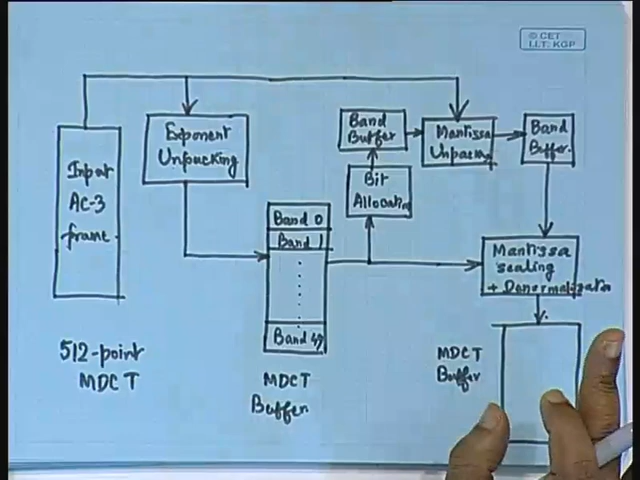 © CET
I.I.T. KGP
Exponent
Unpacking
Input
AC-3
frame
Band
Buffer
Mantissa
Unpacking
Band
Buffer
Bit
Allocation
Band 0
Band 1
Band 49
Mantissa
scaling
+ Denormalization
512-point
MDCT
MDCT
Buffer
MDCT
Buffer